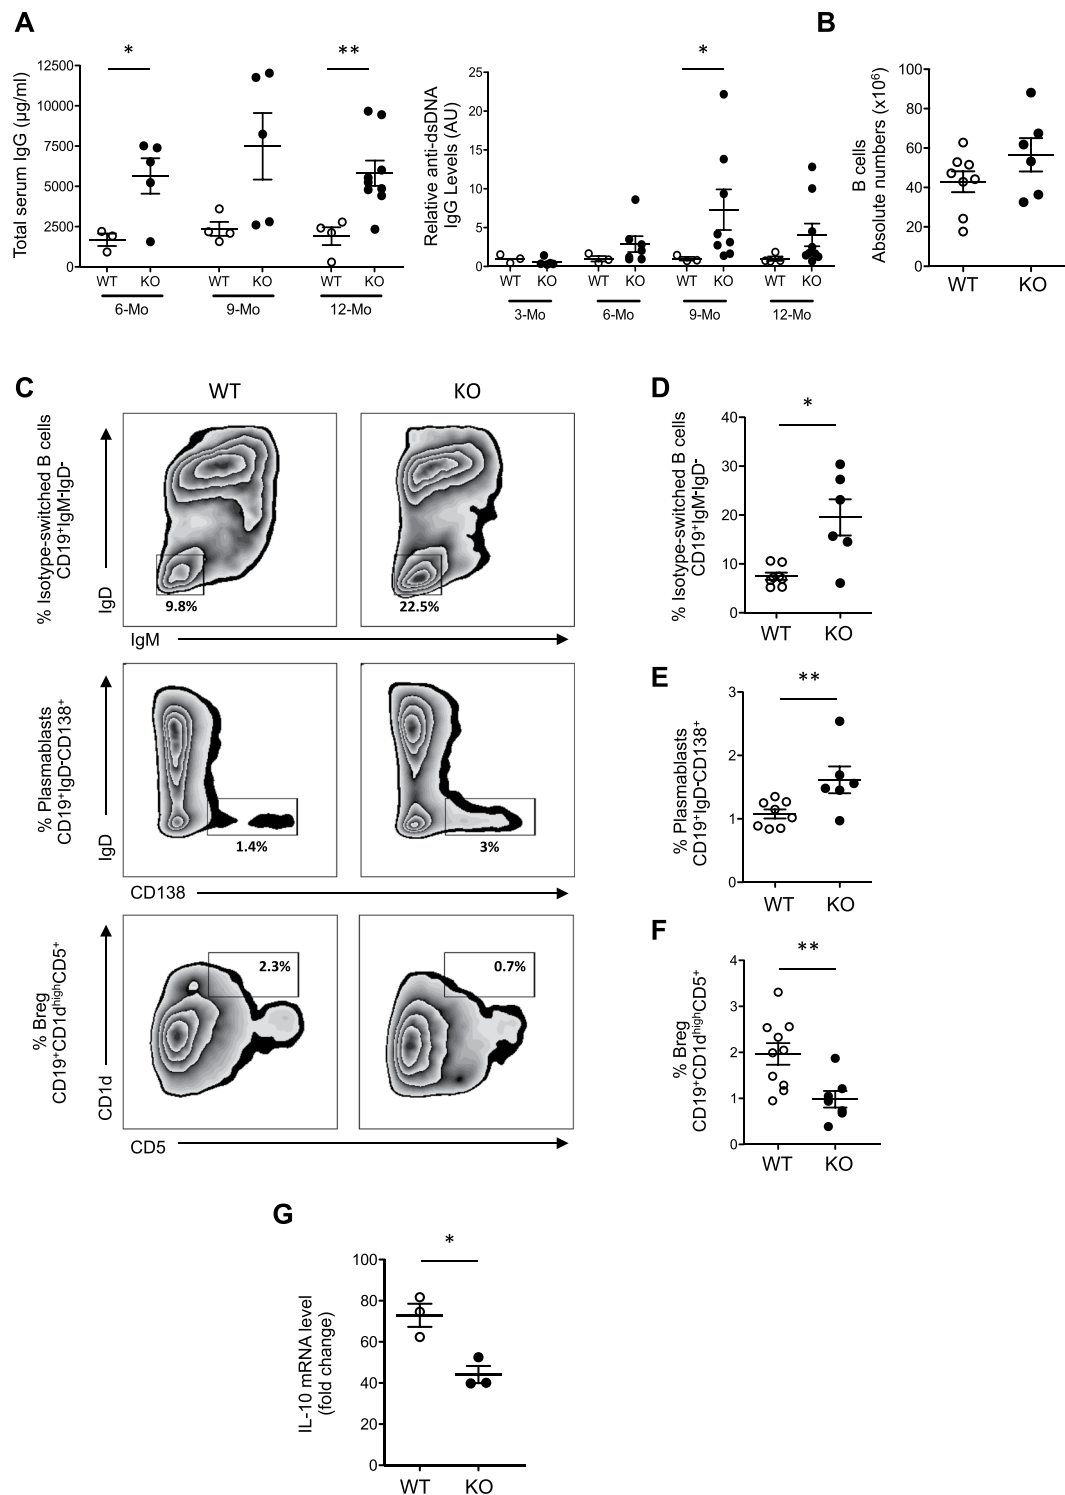 A
Total serum IgG (µg/ml)
12500
10000
7500
5000
2500
0
*
**
WT KO WT KO WT KO
6-Mo 9-Mo 12-Mo
Relative anti-dsDNA
IgG Levels (AU)
25
20
15
10
5
0
*
WT KO WT KO WT KO WT KO
3-Mo 6-Mo 9-Mo 12-Mo
B
B cells
Absolute numbers (x10⁶)
100
80
60
40
20
0
WT KO
C
WT KO
% Isotype-switched B cells
CD19⁺IgM⁻IgD⁻
IgD
9.8% 22.5%
IgM
% Plasmablasts
CD19⁺IgD⁻CD138⁺
IgD
1.4% 3%
CD138
% Breg
CD19⁺CD1dʰⁱᵍʰCD5⁺
CD1d
2.3% 0.7%
CD5
D
% Isotype-switched B cells
CD19⁺IgM⁻IgD⁻
40
30
20
10
0
*
WT KO
E
% Plasmablasts
CD19⁺IgD⁻CD138⁺
3
2
1
0
**
WT KO
F
% Breg
CD19⁺CD1dʰⁱᵍʰCD5⁺
4
3
2
1
0
**
WT KO
G
IL-10 mRNA level
(fold change)
100
80
60
40
20
0
*
WT KO